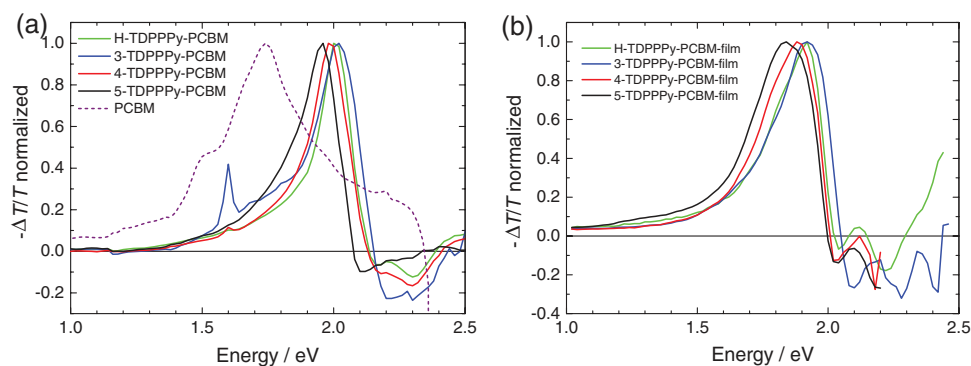 (a)
-ΔT/T normalized
1.0
0.8
0.6
0.4
0.2
0.0
-0.2
H-TDPPPy-PCBM
3-TDPPPy-PCBM
4-TDPPPy-PCBM
5-TDPPPy-PCBM
PCBM
1.0 1.5 2.0 2.5
Energy / eV
(b)
-ΔT/T normalized
1.0
0.8
0.6
0.4
0.2
0.0
-0.2
-0.4
H-TDPPPy-PCBM-film
3-TDPPPy-PCBM-film
4-TDPPPy-PCBM-film
5-TDPPPy-PCBM-film
1.0 1.5 2.0 2.5
Energy / eV